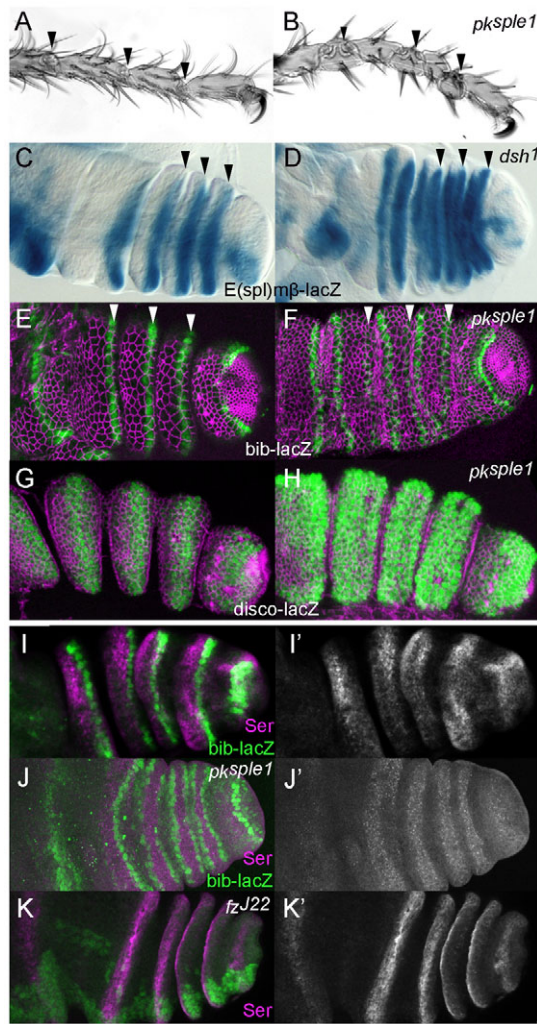 A
B
pksple1
C
D
dsh1
E(spl)mβ-lacZ
E
F
pksple1
bib-lacZ
G
H
pksple1
disco-lacZ
I
I'
Ser
bib-lacZ
J
pksple1
J'
Ser
bib-lacZ
K
fzJ22
K'
Ser